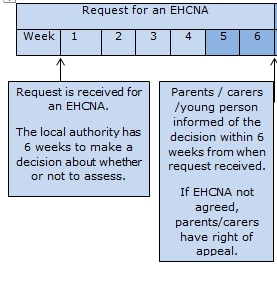 Request for an EHCNA
Week 1 2 3 4 5 6
Request is received for
an EHCNA.
The local authority has
6 weeks to make a
decision about whether
or not to assess.
Parents / carers
/young person
informed of the
decision within 6
weeks from when
request received.
If EHCNA not
agreed,
parents/carers
have right of
appeal.